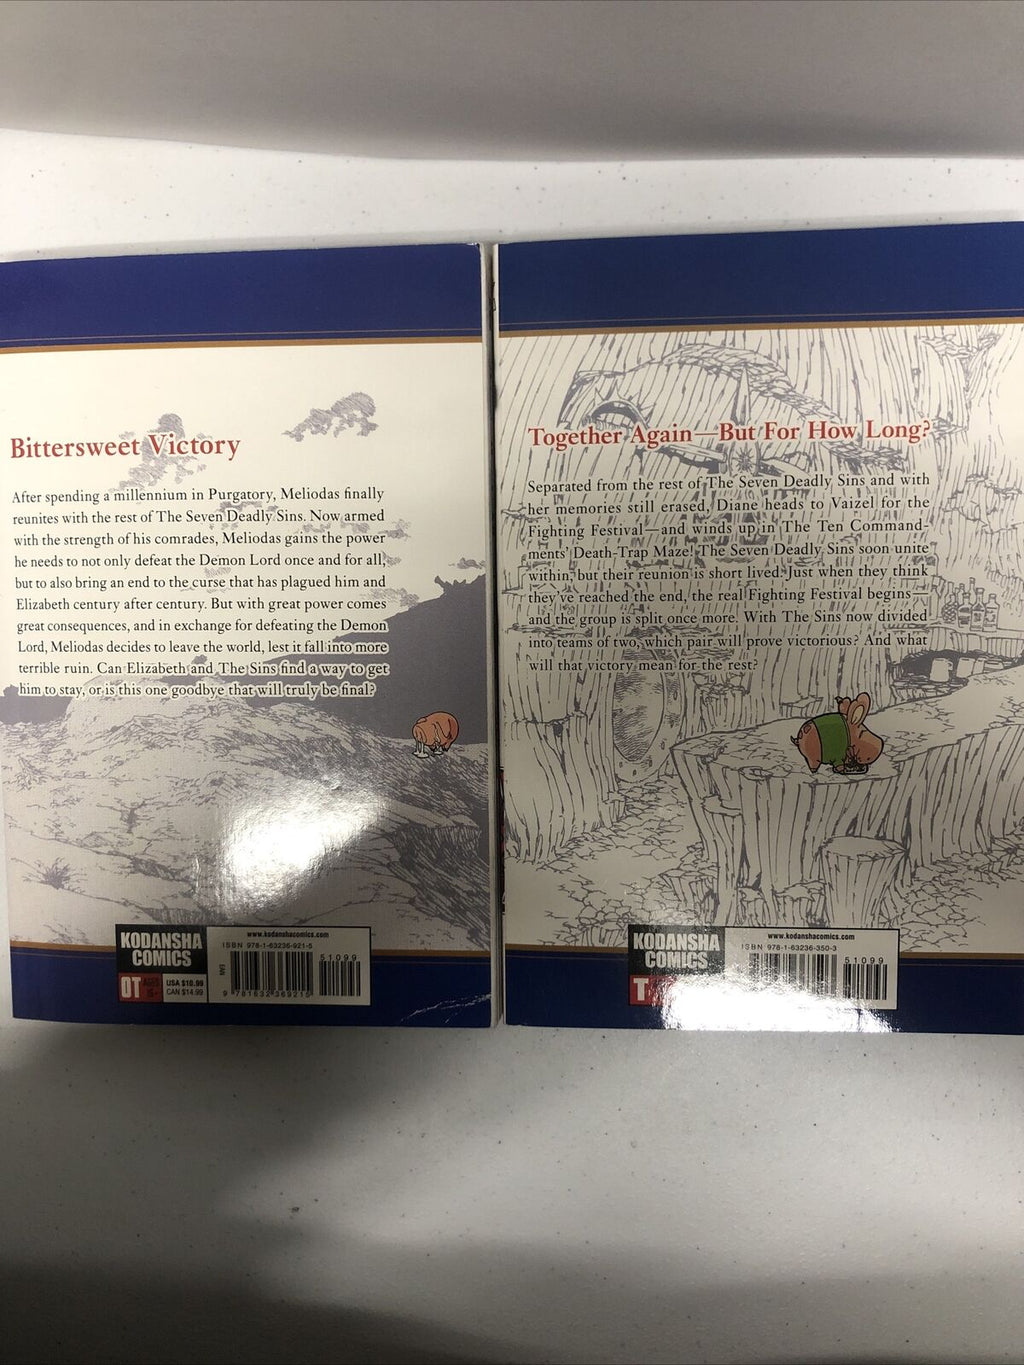 Bittersweet Victory
After spending a millennium in Purgatory, Meliodas finally
reunites with the rest of The Seven Deadly Sins. Now armed
with the strength of his comrades, Meliodas gains the power
he needs to not only defeat the Demon Lord once and for all,
but to also bring an end to the curse that has plagued him and
Elizabeth century after century. But with great power comes
great consequences, and in exchange for defeating the Demon
Lord, Meliodas decides to leave the world, lest it fall into more
terrible ruin. Can Elizabeth and The Sins find a way to get
him to stay, or is this one goodbye that will truly be final?
KODANSHA
COMICS
OT AGES
16+
USA $10.99
CAN $14.99
www.kodanshacomics.com
ISBN 978-1-63236-921-5
51099
9 781632 369215
Together Again—But For How Long?
Separated from the rest of The Seven Deadly Sins and with
her memories still erased, Diane heads to Vaizel for the
Fighting Festival—and winds up in The Ten Command-
ments' Death-Trap Maze! The Seven Deadly Sins soon unite
within, but their reunion is short lived. Just when they think
they've reached the end, the real Fighting Festival begins—
and the group is split once more. With The Sins now divided
into teams of two, which part will prove victorious? And what
will that victory mean for the rest?
KODANSHA
COMICS
T
www.kodanshacomics.com
ISBN 978-1-63236-350-3
51099